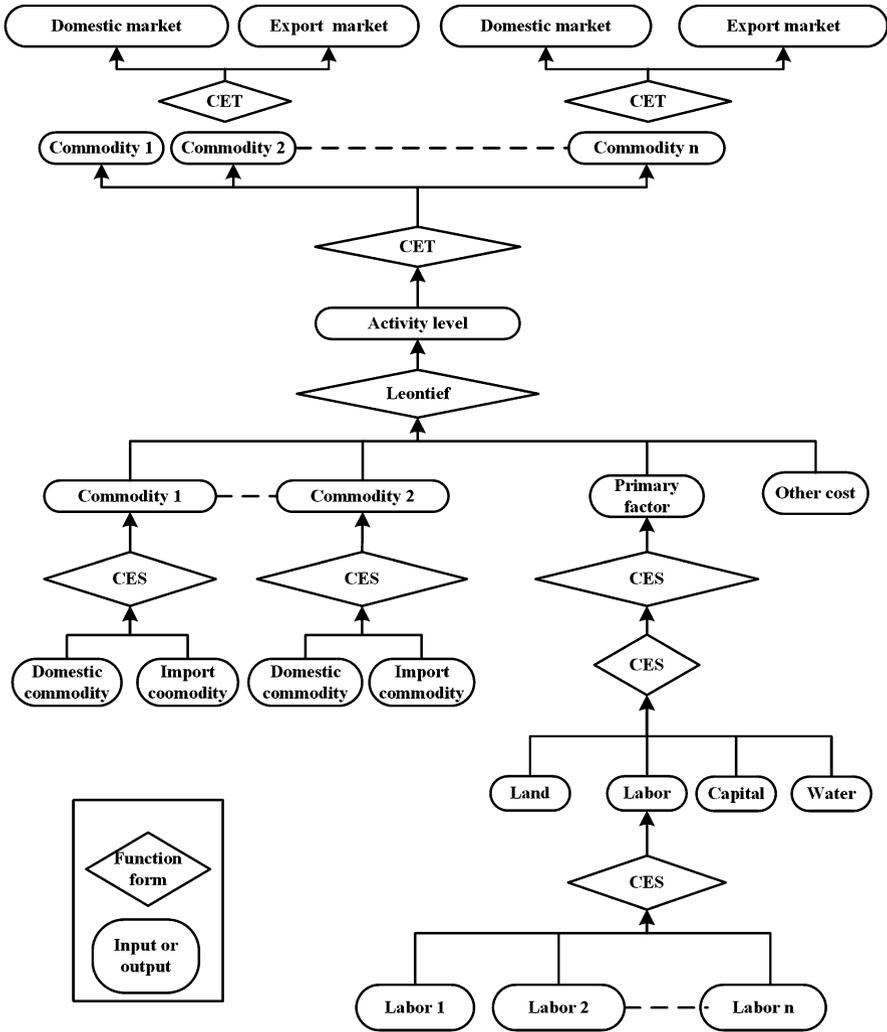 Domestic market
Export market
Domestic market
Export market
CET
CET
Commodity 1
Commodity 2
Commodity n
CET
Activity level
Leontief
Commodity 1
Commodity 2
Primary
factor
Other cost
CES
CES
CES
Domestic
commodity
Import
coomodity
Domestic
commodity
Import
commodity
CES
Land
Labor
Capital
Water
Function
form
CES
Input or
output
Labor 1
Labor 2
Labor n